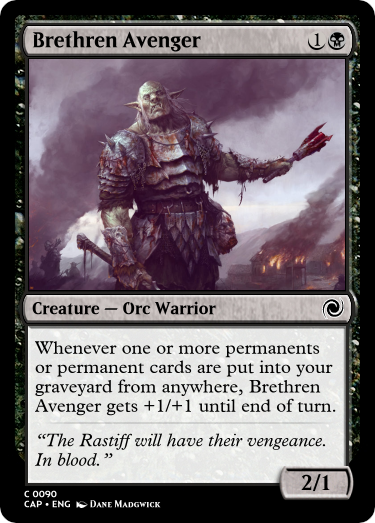 Brethren Avenger 1
Creature — Orc Warrior
Whenever one or more permanents
or permanent cards are put into your
graveyard from anywhere, Brethren
Avenger gets +1/+1 until end of turn.
“The Rastiff will have their vengeance.
In blood.”
2/1
C 0090
CAP • ENG Dane Madgwick